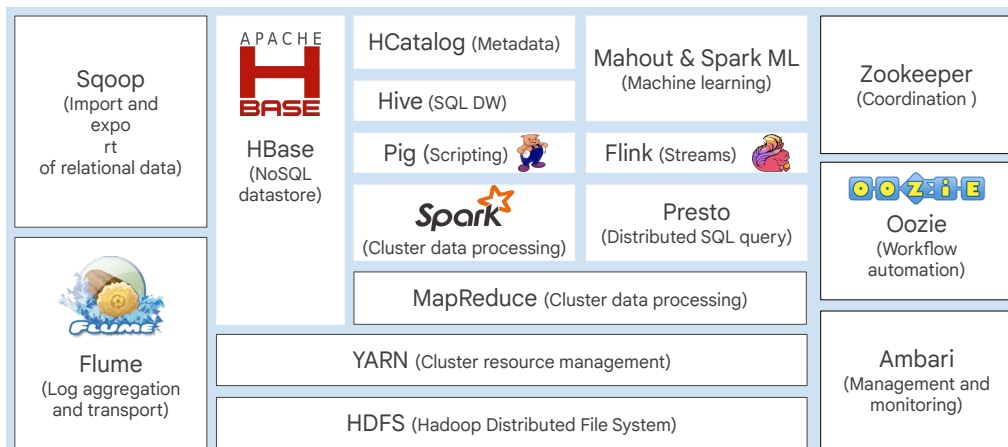 Sqoop
(Import and
expo
rt
of relational data)
FLUME
Flume
(Log aggregation
and transport)
APACHE
H
BASE
HBase
(NoSQL
datastore)
HCatalog (Metadata)
Hive (SQL DW)
Pig (Scripting)
Spark
(Cluster data processing)
Mahout & Spark ML
(Machine learning)
Flink (Streams)
Presto
(Distributed SQL query)
MapReduce (Cluster data processing)
YARN (Cluster resource management)
HDFS (Hadoop Distributed File System)
Zookeeper
(Coordination )
OOZIE
Oozie
(Workflow
automation)
Ambari
(Management and
monitoring)